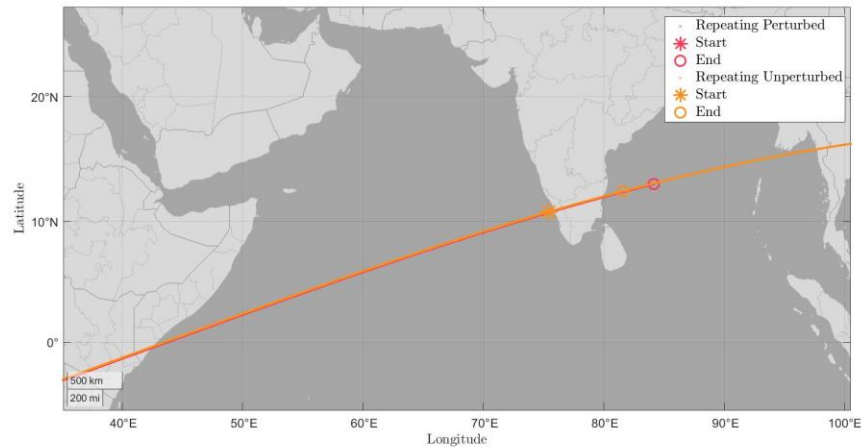 Repeating Perturbed
Start
End
Repeating Unperturbed
Start
End
20°N
10°N
0°
Latitude
500 km
200 mi
40°E
50°E
60°E
70°E
80°E
90°E
100°E
Longitude